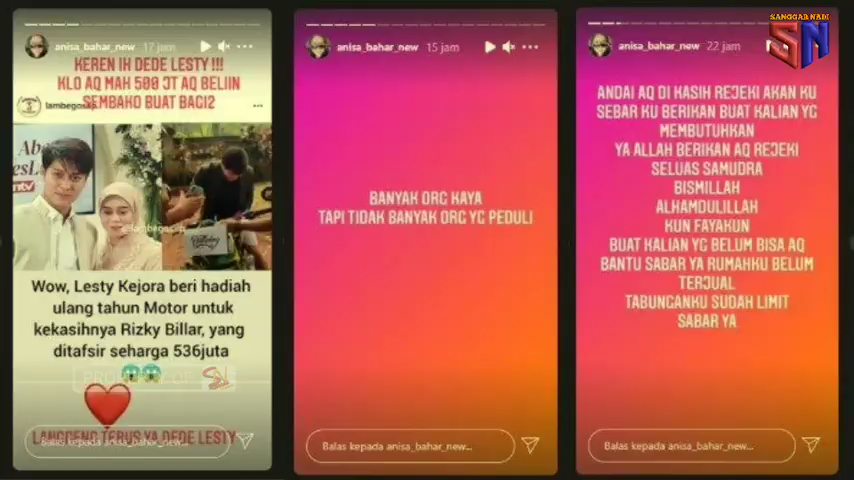 anisa_bahar_new 17 jam
KEREN IH DEDE LESTY !!!
KLO AQ MAH 500 JT AQ BELIIN
SEMBAKO BUAT BAGI2
lambegosiip
@lambegosiip
Wow, Lesty Kejora beri hadiah
ulang tahun Motor untuk
kekasihnya Rizky Billar, yang
ditafsir seharga 536juta
LANGGENG TERUS YA DEDE LESTY
Balas kepada anisa_bahar_new...
anisa_bahar_new 15 jam
BANYAK ORG KAYA
TAPI TIDAK BANYAK ORG YG PEDULI
Balas kepada anisa_bahar_new...
SANGGAR NADI
SN
anisa_bahar_new 22 jam
ANDAI AQ DI KASIH REJEKI AKAN KU
SEBAR KU BERIKAN BUAT KALIAN YG
MEMBUTUHKAN
YA ALLAH BERIKAN AQ REJEKI
SELUAS SAMUDRA
BISMILLAH
ALHAMDULILLAH
KUN FAYAKUN
BUAT KALIAN YG BELUM BISA AQ
BANTU SABAR YA RUMAHKU BELUM
TERJUAL
TABUNGANKU SUDAH LIMIT
SABAR YA
Balas kepada anisa_bahar_new...